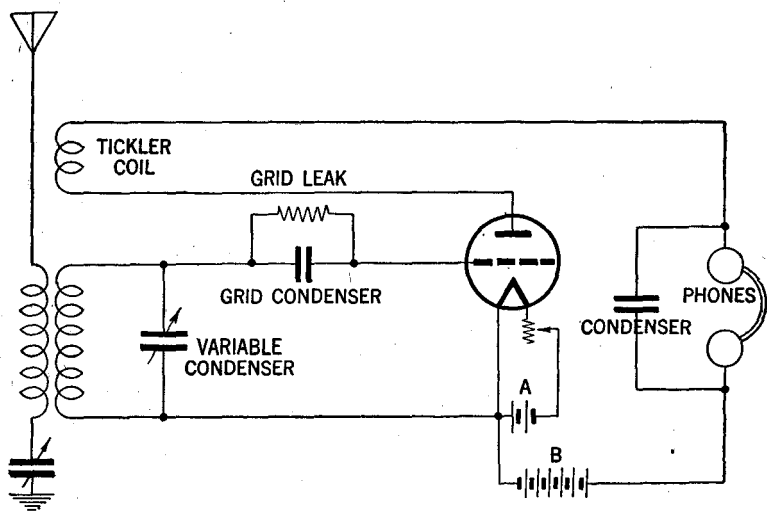 TICKLER
COIL
GRID LEAK
GRID CONDENSER
VARIABLE
CONDENSER
PHONES
CONDENSER
A
B